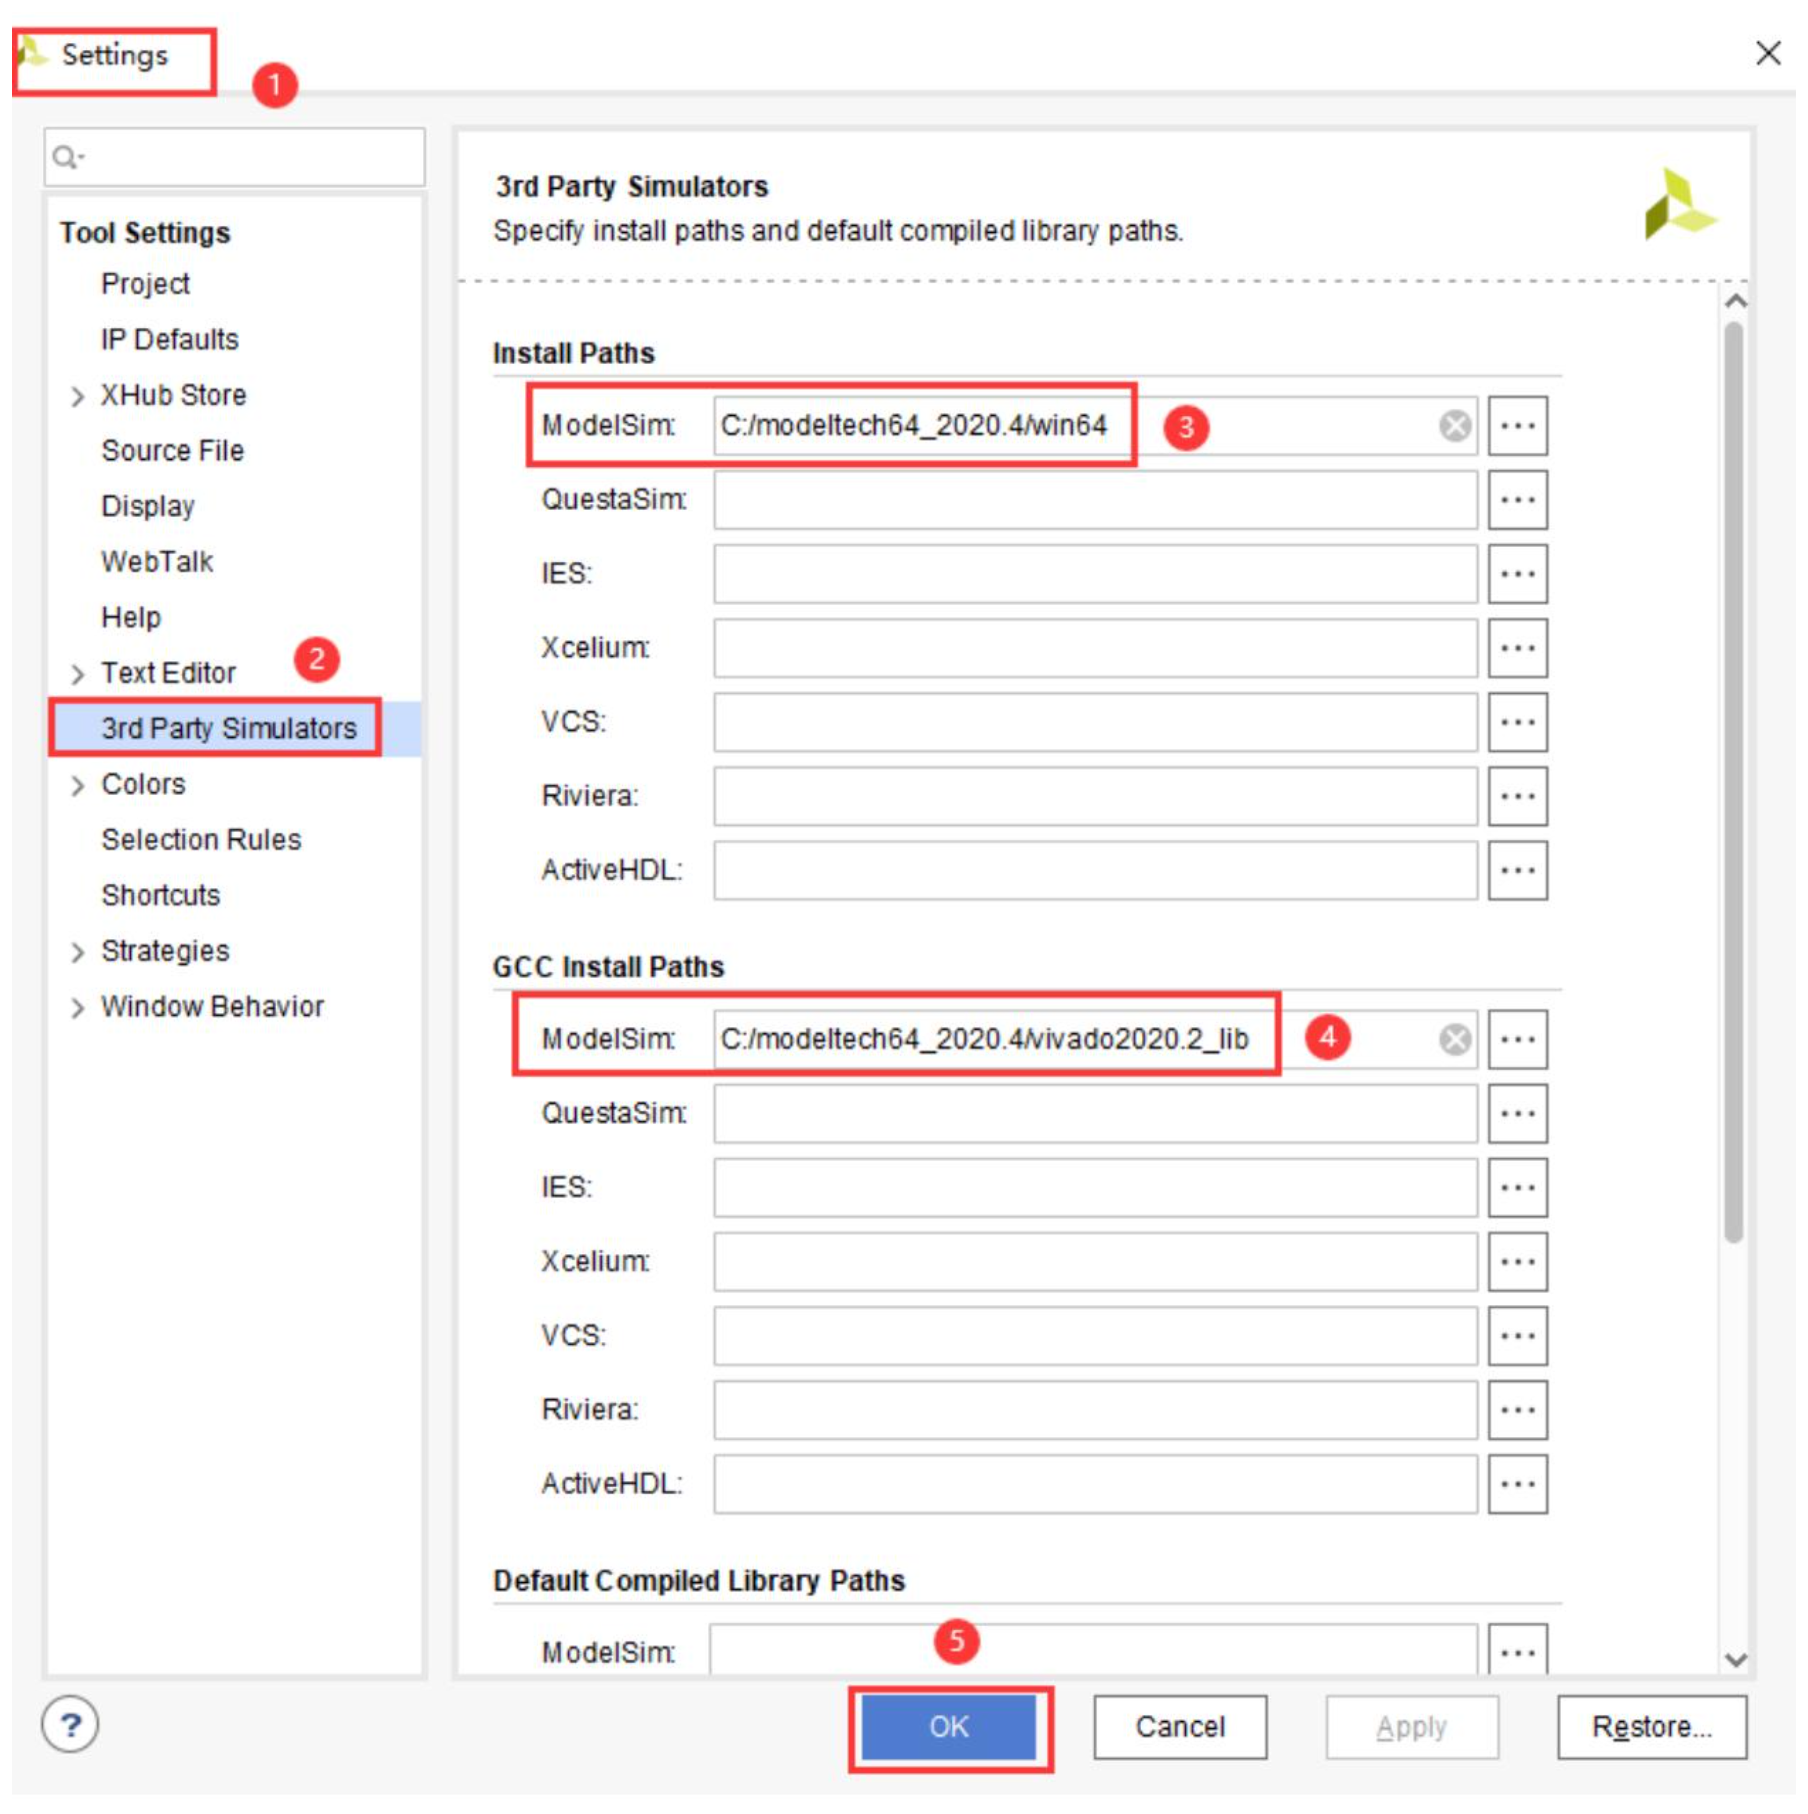 Settings
1
Tool Settings
Project
IP Defaults
XHub Store
Source File
Display
WebTalk
Help
2
Text Editor
3rd Party Simulators
Colors
Selection Rules
Shortcuts
Strategies
Window Behavior
3rd Party Simulators
Specify install paths and default compiled library paths.
Install Paths
ModelSim: C:/modeltech64_2020.4/win64 3 ...
QuestaSim: ...
IES: ...
Xcelium: ...
VCS: ...
Riviera: ...
ActiveHDL: ...
GCC Install Paths
ModelSim: C:/modeltech64_2020.4/vivado2020.2_lib 4 ...
QuestaSim: ...
IES: ...
Xcelium: ...
VCS: ...
Riviera: ...
ActiveHDL: ...
Default Compiled Library Paths
5
ModelSim: ...
? OK Cancel Apply Restore...